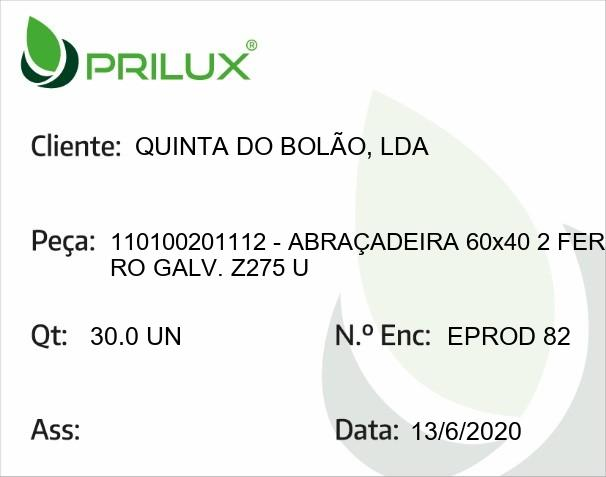 PRILUX®
Cliente: QUINTA DO BOLÃO, LDA
Peça: 110100201112 - ABRAÇADEIRA 60x40 2 FER
RO GALV. Z275 U
Qt: 30.0 UN N.º Enc: EPROD 82
Ass: Data: 13/6/2020